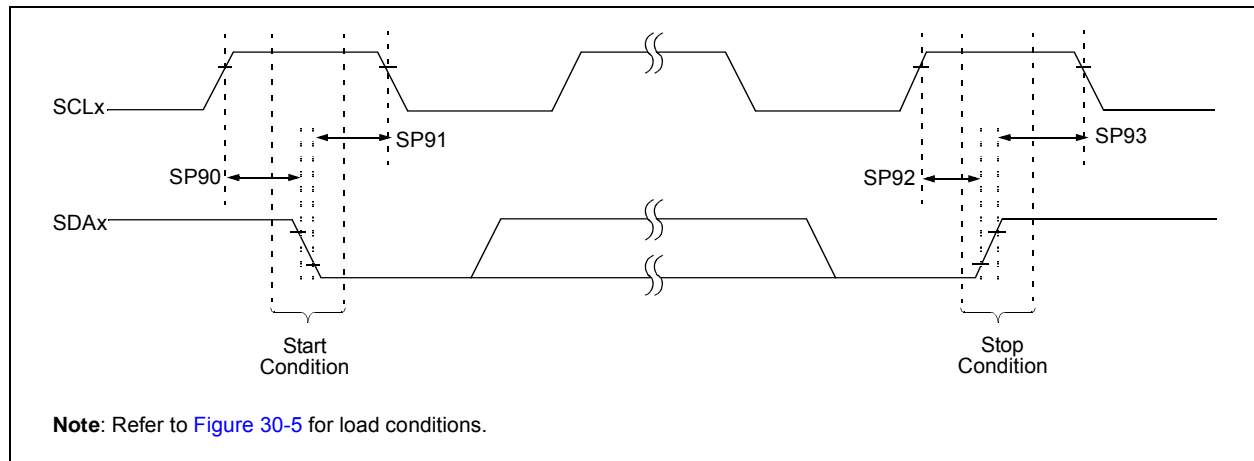 SCLx
SP91
SP93
SP90
SP92
SDAx
Start
Condition
Stop
Condition
Note: Refer to Figure 30-5 for load conditions.